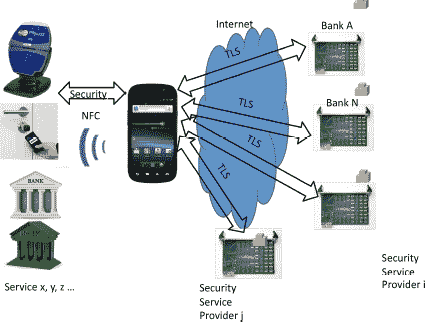 Internet
Bank A
TLS
Security
NFC
TLS
Bank N
TLS
BANK
TLS
Service x, y, z ...
Security
Service
Provider j
Security
Service
Provider i